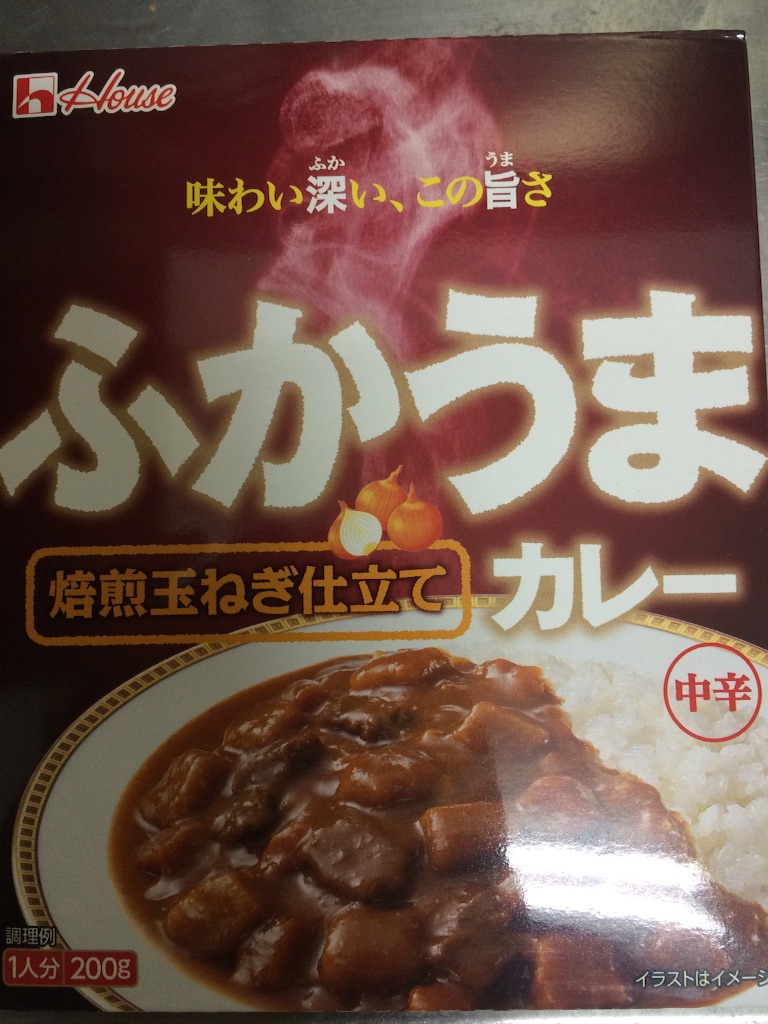 House
ふか うま
味わい深い、この旨さ
ふかうま
焙煎玉ねぎ仕立て カレー
中辛
調理例
1人分 200g
イラストはイメージ